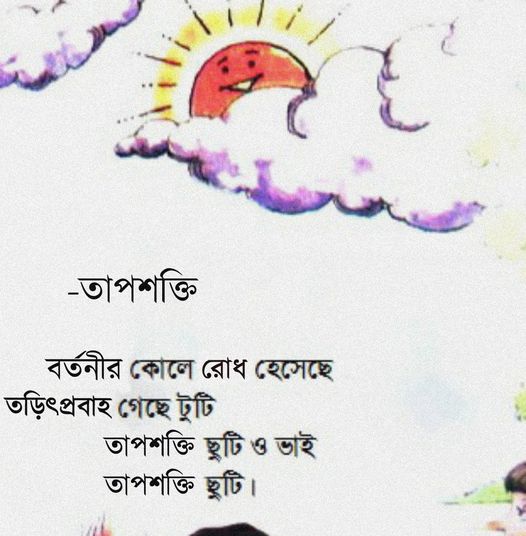 -তাপশক্তি
বর্তনীর কোলে রোধ হেসেছে
তড়িৎপ্রবাহ গেছে টুটি
তাপশক্তি ছুটি ও ভাই
তাপশক্তি ছুটি।